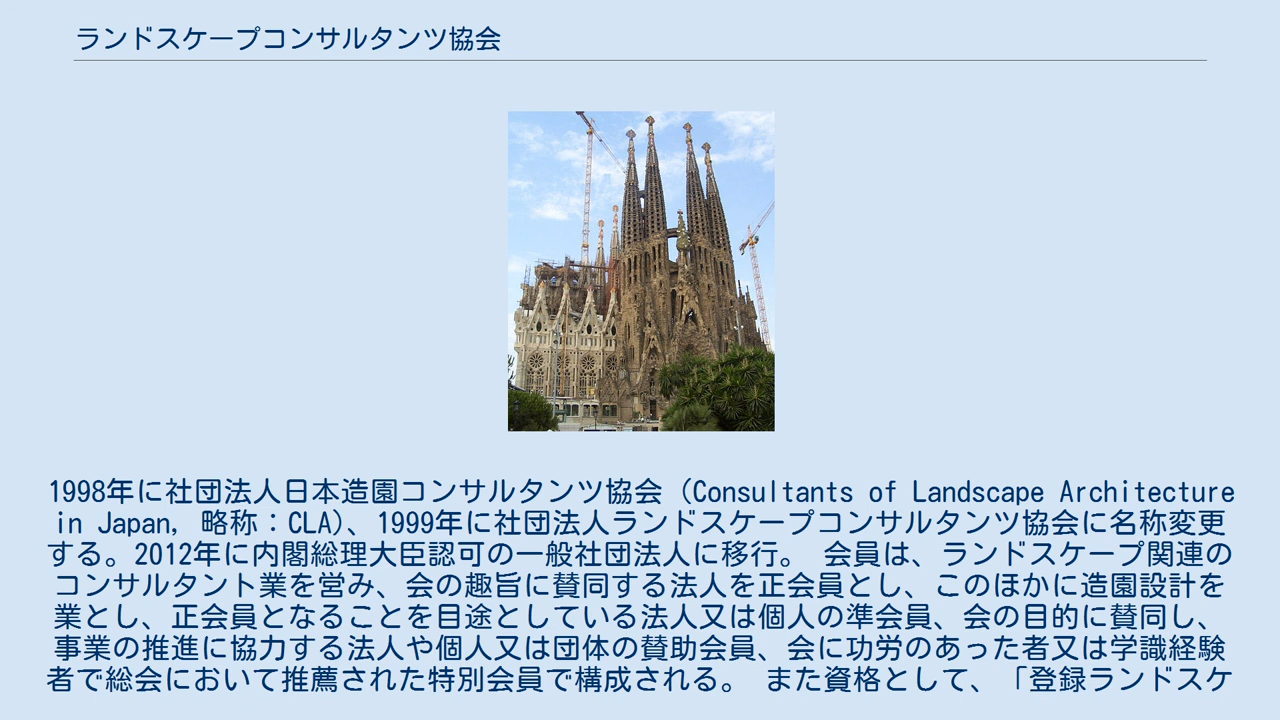 ランドスケープコンサルタンツ協会
1998年に社団法人日本造園コンサルタンツ協会（Consultants of Landscape Architecture
in Japan, 略称：CLA)、1999年に社団法人ランドスケープコンサルタンツ協会に名称変更
する。2012年に内閣総理大臣認可の一般社団法人に移行。 会員は、ランドスケープ関連の
コンサルタント業を営み、会の趣旨に賛同する法人を正会員とし、このほかに造園設計を
業とし、正会員となることを目途としている法人又は個人の準会員、会の目的に賛同し、
事業の推進に協力する法人や個人又は団体の賛助会員、会に功労のあった者又は学識経験
者で総会において推薦された特別会員で構成される。 また資格として、「登録ランドスケ